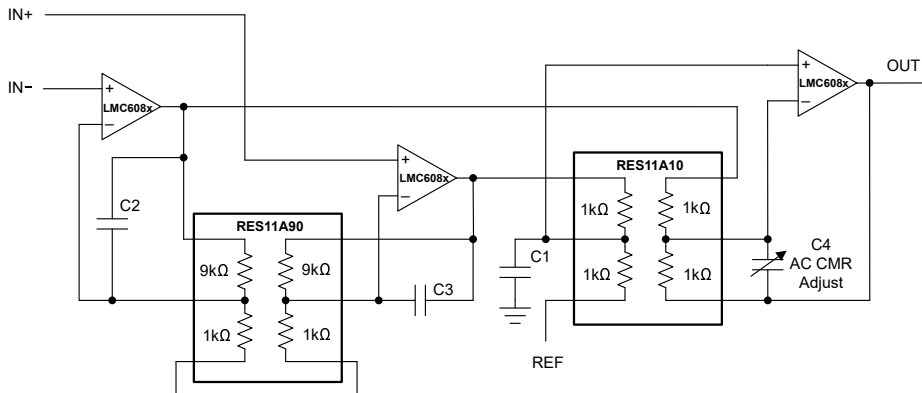 IN+
OUT
IN−
+
LMC608x
−
+
LMC608x
−
+
LMC608x
−
C2
RES11A90
9kΩ
9kΩ
1kΩ
1kΩ
C3
RES11A10
1kΩ
1kΩ
1kΩ
1kΩ
C1
C4
AC CMR
Adjust
REF